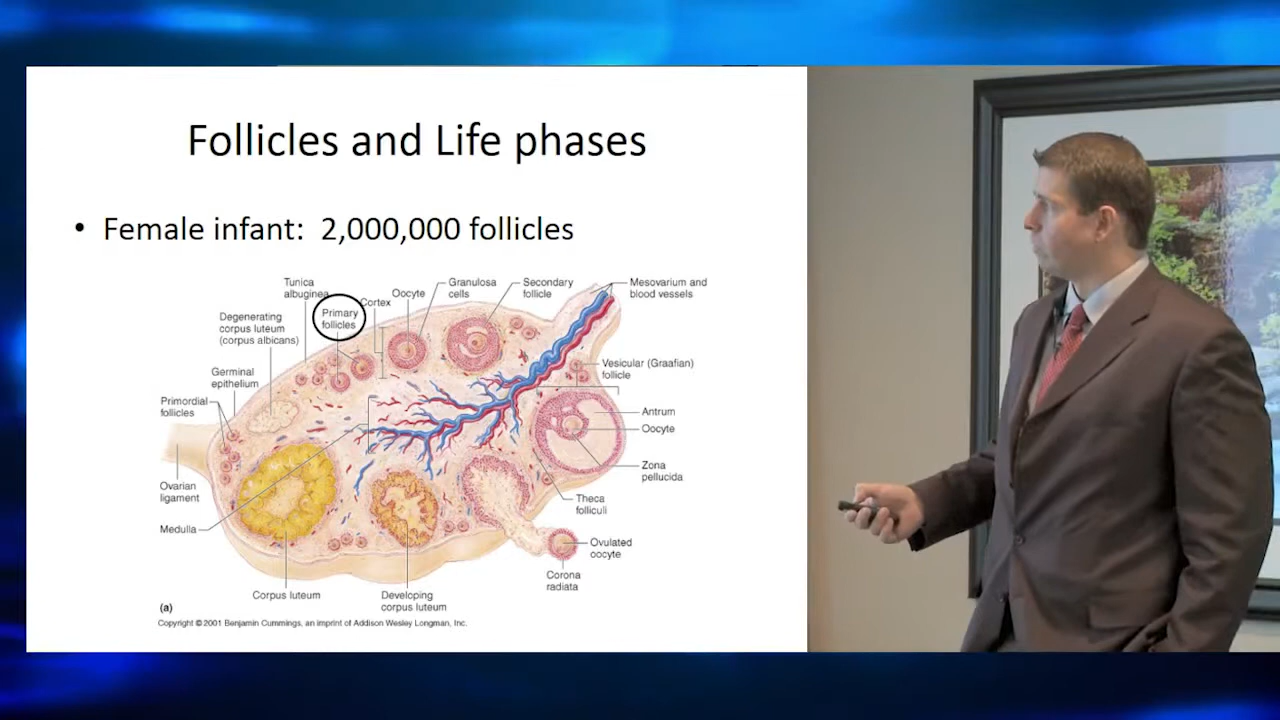 Follicles and Life phases
• Female infant: 2,000,000 follicles
Tunica
albuginea
Primary
follicles
Cortex
Oocyte
Granulosa
cells
Secondary
follicle
Mesovarium and
blood vessels
Degenerating
corpus luteum
(corpus albicans)
Germinal
epithelium
Primordial
follicles
Vesicular (Graafian)
follicle
Antrum
Oocyte
Zona
pellucida
Ovarian
ligament
Medulla
Theca
folliculi
Ovulated
oocyte
Corona
radiata
Corpus luteum
Developing
corpus luteum
(a)
Copyright © 2001 Benjamin Cummings, an imprint of Addison Wesley Longman, Inc.